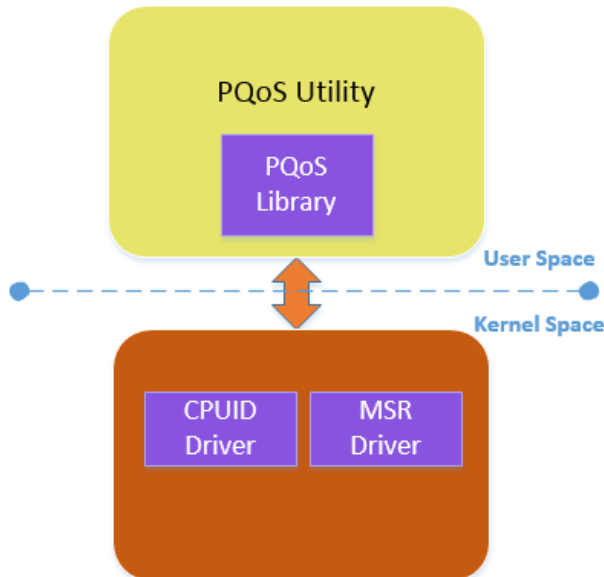 PQoS Utility
PQoS
Library
User Space
Kernel Space
CPUID
Driver
MSR
Driver